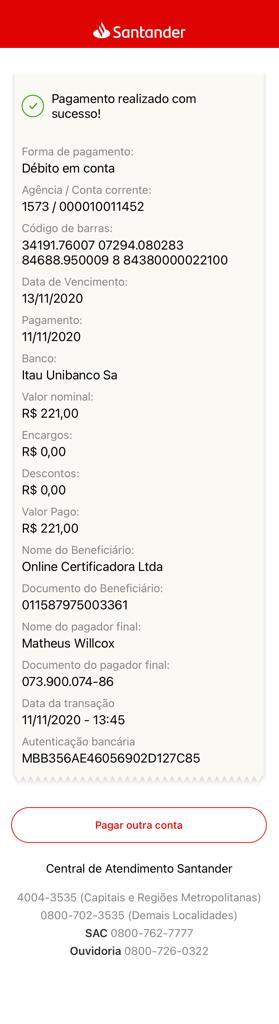 Santander
Pagamento realizado com
sucesso!
Forma de pagamento:
Débito em conta
Agência / Conta corrente:
1573 / 000010011452
Código de barras:
34191.76007 07294.080283
84688.950009 8 84380000022100
Data de Vencimento:
13/11/2020
Pagamento:
11/11/2020
Banco:
Itau Unibanco Sa
Valor nominal:
R$ 221,00
Encargos:
R$ 0,00
Descontos:
R$ 0,00
Valor Pago:
R$ 221,00
Nome do Beneficiário:
Online Certificadora Ltda
Documento do Beneficiário:
011587975003361
Nome do pagador final:
Matheus Willcox
Documento do pagador final:
073.900.074-86
Data da transação
11/11/2020 - 13:45
Autenticação bancária
MBB356AE46056902D127C85
Pagar outra conta
Central de Atendimento Santander
4004-3535 (Capitais e Regiões Metropolitanas)
0800-702-3535 (Demais Localidades)
SAC 0800-762-7777
Ouvidoria 0800-726-0322